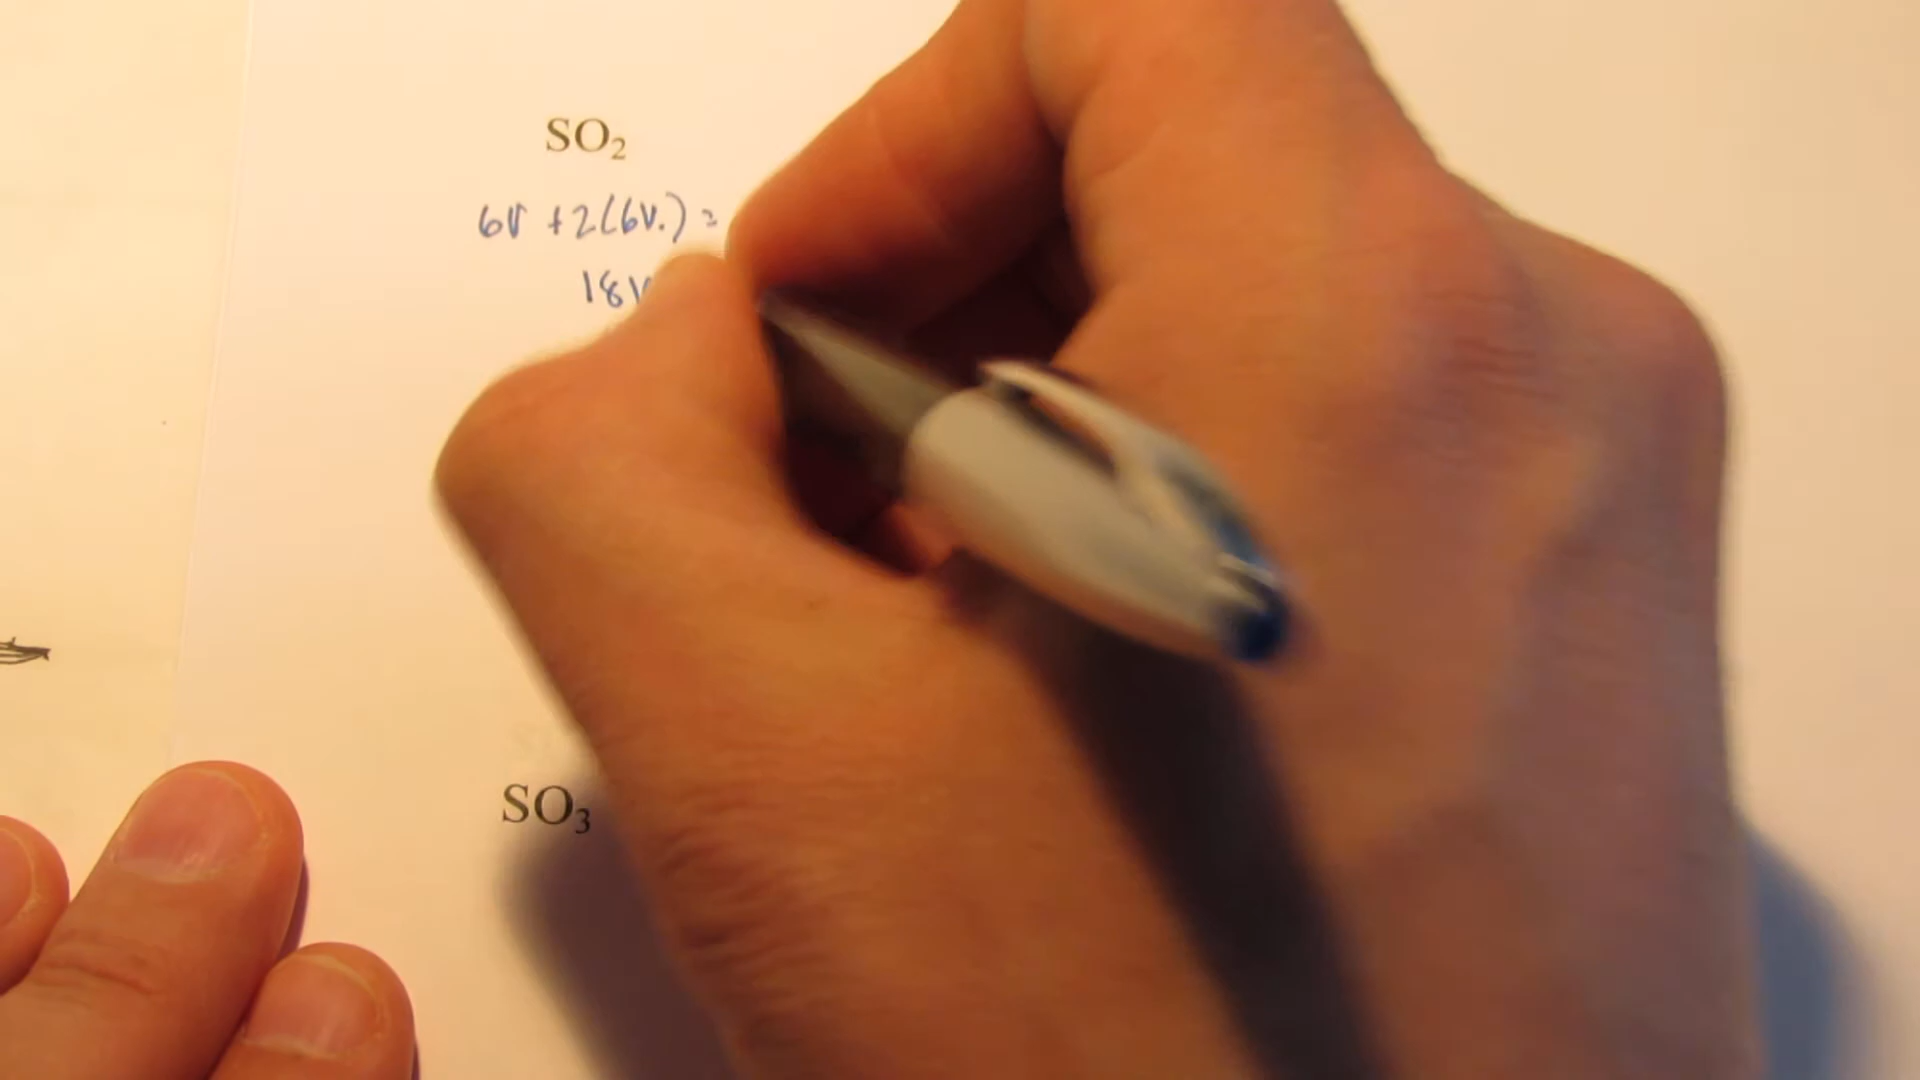 SO₂
6V + 2(6V.) =
18V
SO₃